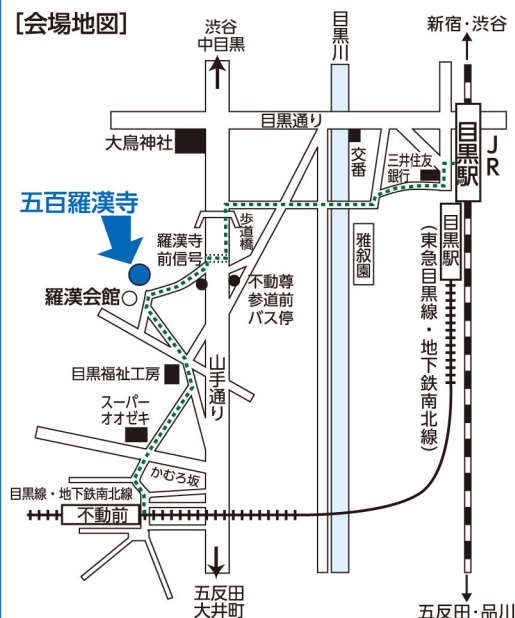 [会場地図]
渋谷
中目黒
目黒川
新宿・渋谷
目黒通り
大鳥神社
交番
三井住友
銀行
目黒駅
JR
五百羅漢寺
羅漢寺
前信号
歩道橋
雅叙園
目黒駅
(東急目黒線・地下鉄南北線)
羅漢会館
不動尊
参道前
バス停
山手通り
目黒福祉工房
スーパー
オオゼキ
かむろ坂
目黒線・地下鉄南北線
不動前
五反田
大井町
五反田・品川